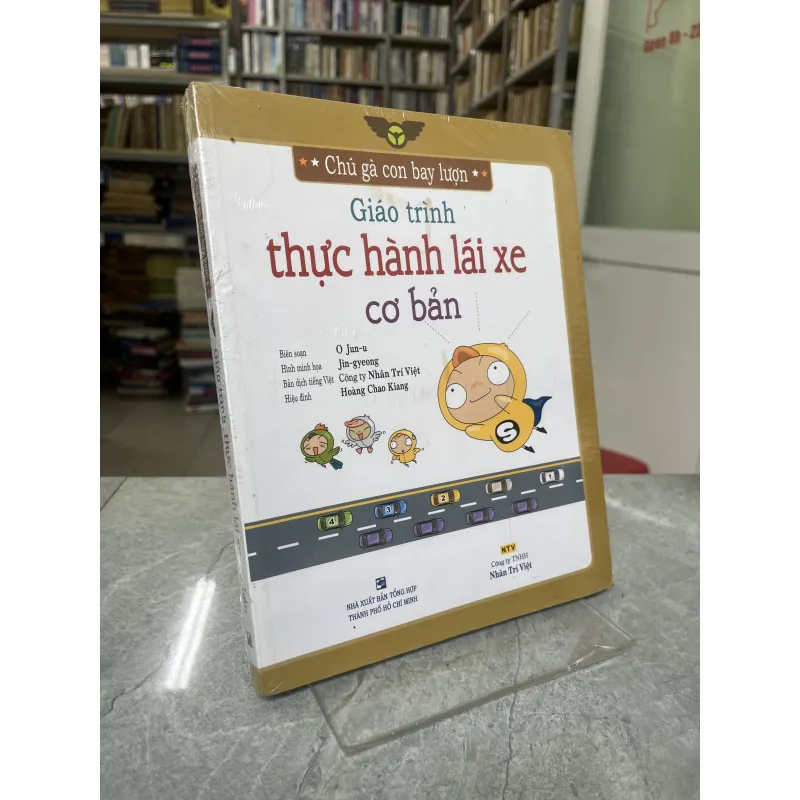 Chú gà con bay lượn
Giáo trình
thực hành lái xe
cơ bản
Biên soạn O Jun-u
Hình minh họa Jin-gyeong
Bản dịch tiếng Việt Công ty Nhân Trí Việt
Hiệu đính Hoàng Chao Kiang
S
4 3 2 1
NTV
Công ty TNHH
Nhân Trí Việt
NHÀ XUẤT BẢN TỔNG HỢP
THÀNH PHỐ HỒ CHÍ MINH